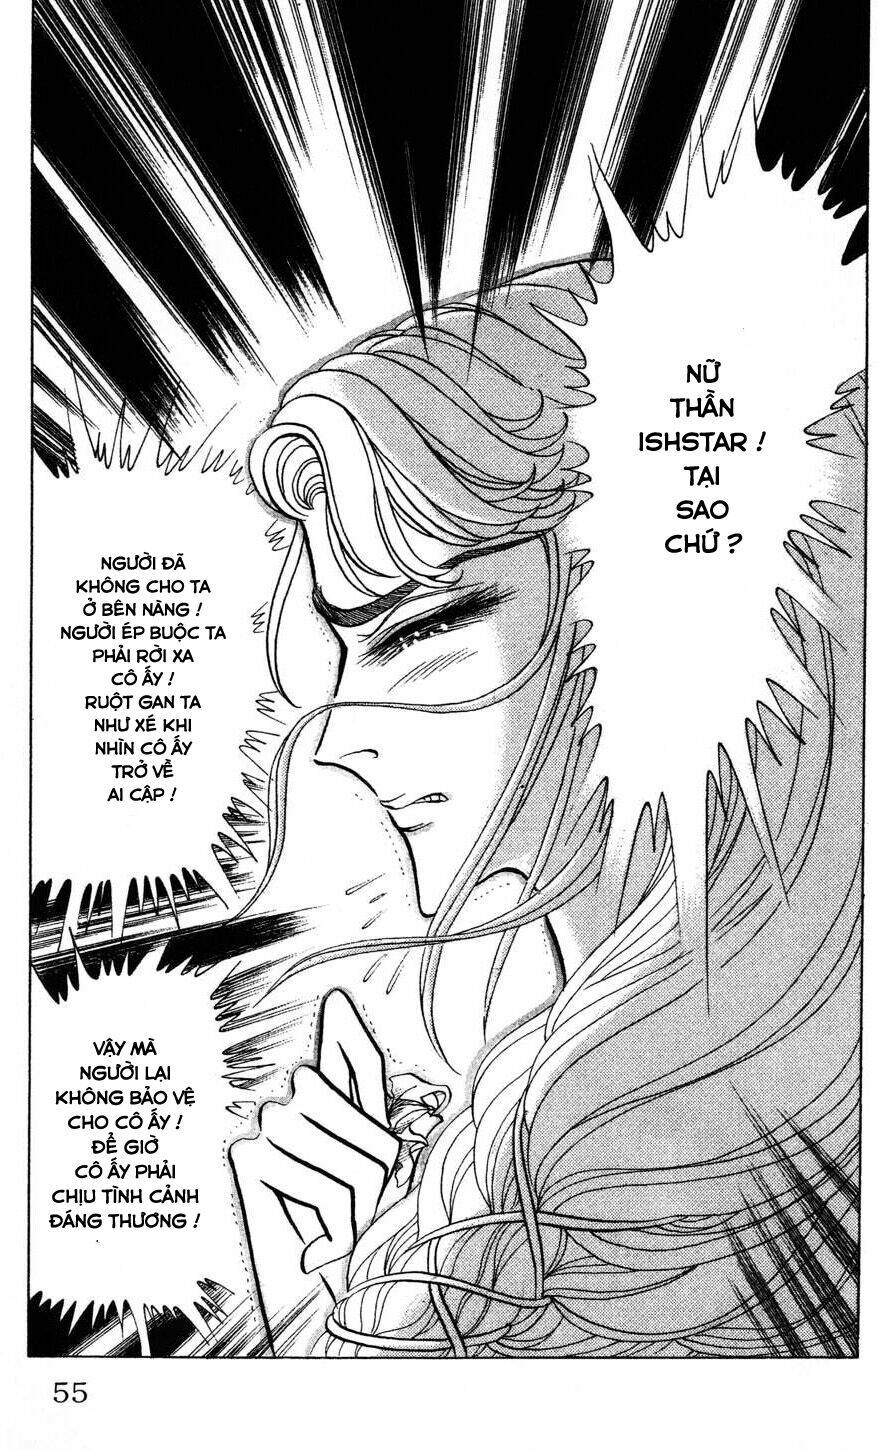 NỮ
THẦN
ISHSTAR !
TẠI
SAO
CHỨ ?
NGƯỜI ĐÃ
KHÔNG CHO TA
Ở BÊN NÀNG !
NGƯỜI ÉP BUỘC TA
PHẢI RỜI XA
CÔ ẤY !
RUỘT GAN TA
NHƯ XÉ KHI
NHÌN CÔ ẤY
TRỞ VỀ
AI CẬP !
VẬY MÀ
NGƯỜI LẠI
KHÔNG BẢO VỆ
CHO CÔ ẤY !
ĐỂ GIỜ
CÔ ẤY PHẢI
CHỊU TÌNH CẢNH
ĐÁNG THƯƠNG !
55